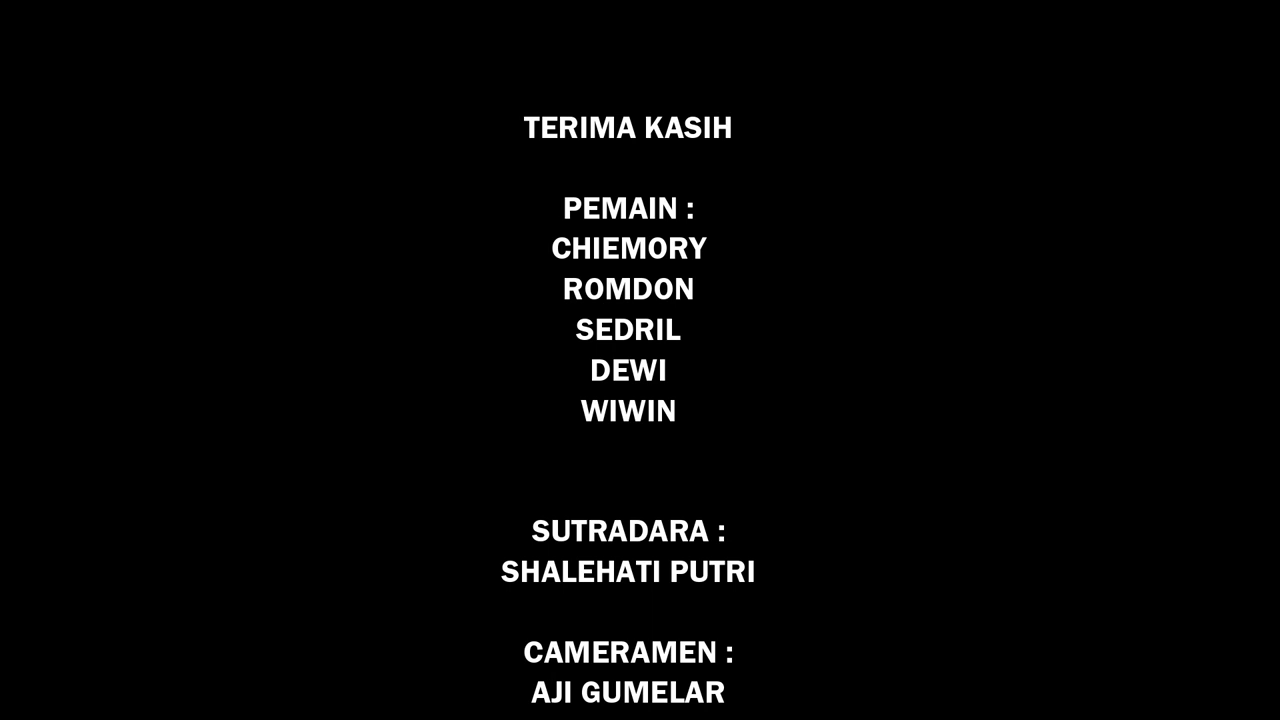 TERIMA KASIH
PEMAIN :
CHIEMORY
ROMDON
SEDRIL
DEWI
WIWIN
SUTRADARA :
SHALEHATI PUTRI
CAMERAMEN :
AJI GUMELAR